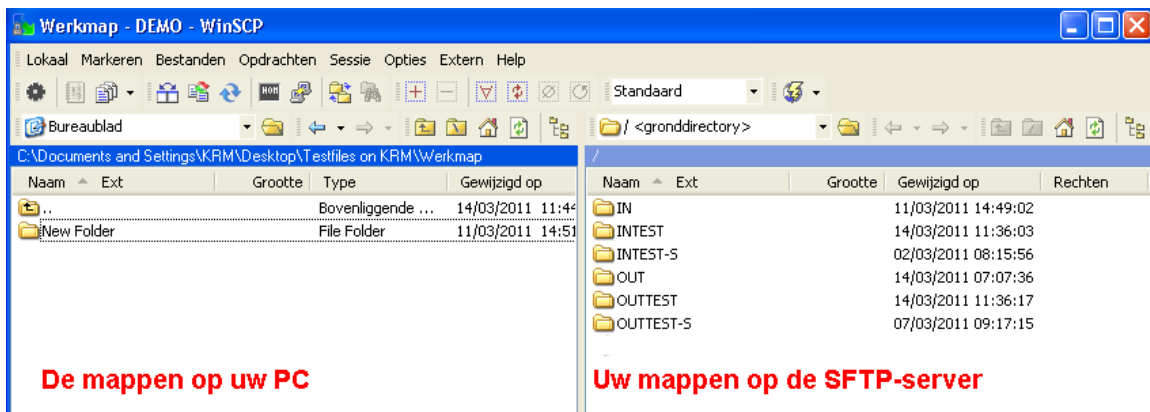 Werkmap - DEMO - WinSCP
Lokaal Markeren Bestanden Opdrachten Sessie Opties Extern Help
Standaard
Bureaublad
/ <gronddirectory>
C:\Documents and Settings\KRM\Desktop\Testfiles on KRM\Werkmap
/
Naam Ext Grootte Type Gewijzigd op
Naam Ext Grootte Gewijzigd op Rechten
.. Bovenliggende ... 14/03/2011 11:44
New Folder File Folder 11/03/2011 14:51
IN 11/03/2011 14:49:02
INTEST 14/03/2011 11:36:03
INTEST-S 02/03/2011 08:15:56
OUT 14/03/2011 07:07:36
OUTTEST 14/03/2011 11:36:17
OUTTEST-S 07/03/2011 09:17:15
De mappen op uw PC
Uw mappen op de SFTP-server